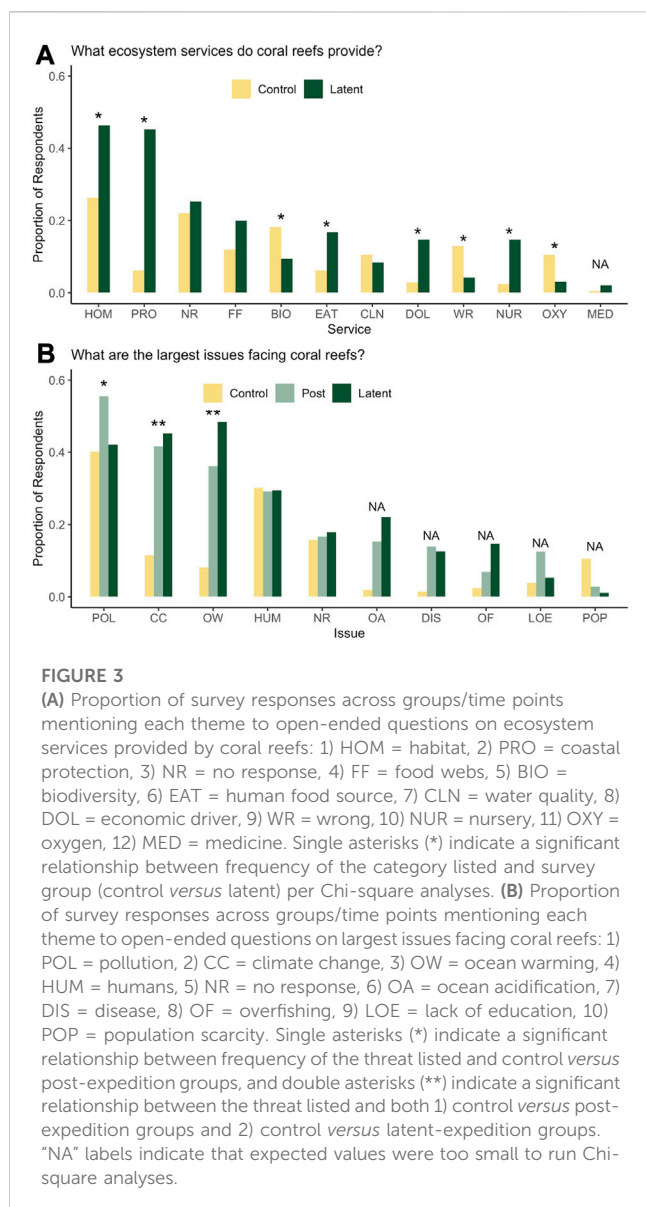 A What ecosystem services do coral reefs provide?
0.6
Control Latent
* *
0.4
Proportion of Respondents
0.2
* * * * * *
NA
0.0
HOM PRO NR FF BIO EAT CLN DOL WR NUR OXY MED
Service
B What are the largest issues facing coral reefs?
0.6
Control Post Latent
* ** **
0.4
Proportion of Respondents
0.2
NA NA NA NA NA
0.0
POL CC OW HUM NR OA DIS OF LOE POP
Issue
FIGURE 3
(A) Proportion of survey responses across groups/time points
mentioning each theme to open-ended questions on ecosystem
services provided by coral reefs: 1) HOM = habitat, 2) PRO = coastal
protection, 3) NR = no response, 4) FF = food webs, 5) BIO =
biodiversity, 6) EAT = human food source, 7) CLN = water quality, 8)
DOL = economic driver, 9) WR = wrong, 10) NUR = nursery, 11) OXY =
oxygen, 12) MED = medicine. Single asterisks (*) indicate a significant
relationship between frequency of the category listed and survey
group (control versus latent) per Chi-square analyses. (B) Proportion
of survey responses across groups/time points mentioning each
theme to open-ended questions on largest issues facing coral reefs: 1)
POL = pollution, 2) CC = climate change, 3) OW = ocean warming, 4)
HUM = humans, 5) NR = no response, 6) OA = ocean acidification, 7)
DIS = disease, 8) OF = overfishing, 9) LOE = lack of education, 10)
POP = population scarcity. Single asterisks (*) indicate a significant
relationship between frequency of the threat listed and control versus
post-expedition groups, and double asterisks (**) indicate a significant
relationship between the threat listed and both 1) control versus post-
expedition groups and 2) control versus latent-expedition groups.
"NA" labels indicate that expected values were too small to run Chi-
square analyses.